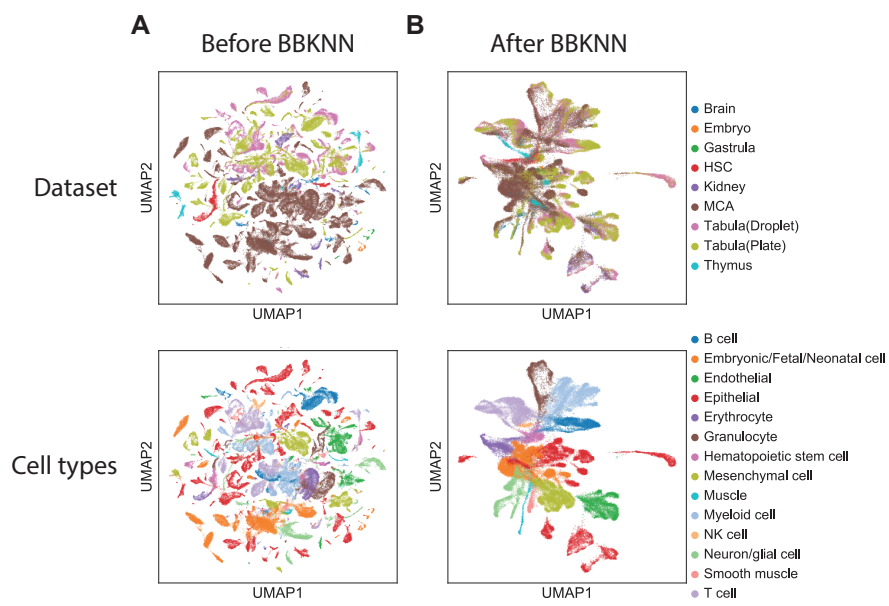 A
Before BBKNN
B
After BBKNN
Dataset
UMAP2
UMAP1
UMAP2
UMAP1
Brain
Embryo
Gastrula
HSC
Kidney
MCA
Tabula(Droplet)
Tabula(Plate)
Thymus
Cell types
UMAP2
UMAP1
UMAP2
UMAP1
B cell
Embryonic/Fetal/Neonatal cell
Endothelial
Epithelial
Erythrocyte
Granulocyte
Hematopoietic stem cell
Mesenchymal cell
Muscle
Myeloid cell
NK cell
Neuron/glial cell
Smooth muscle
T cell